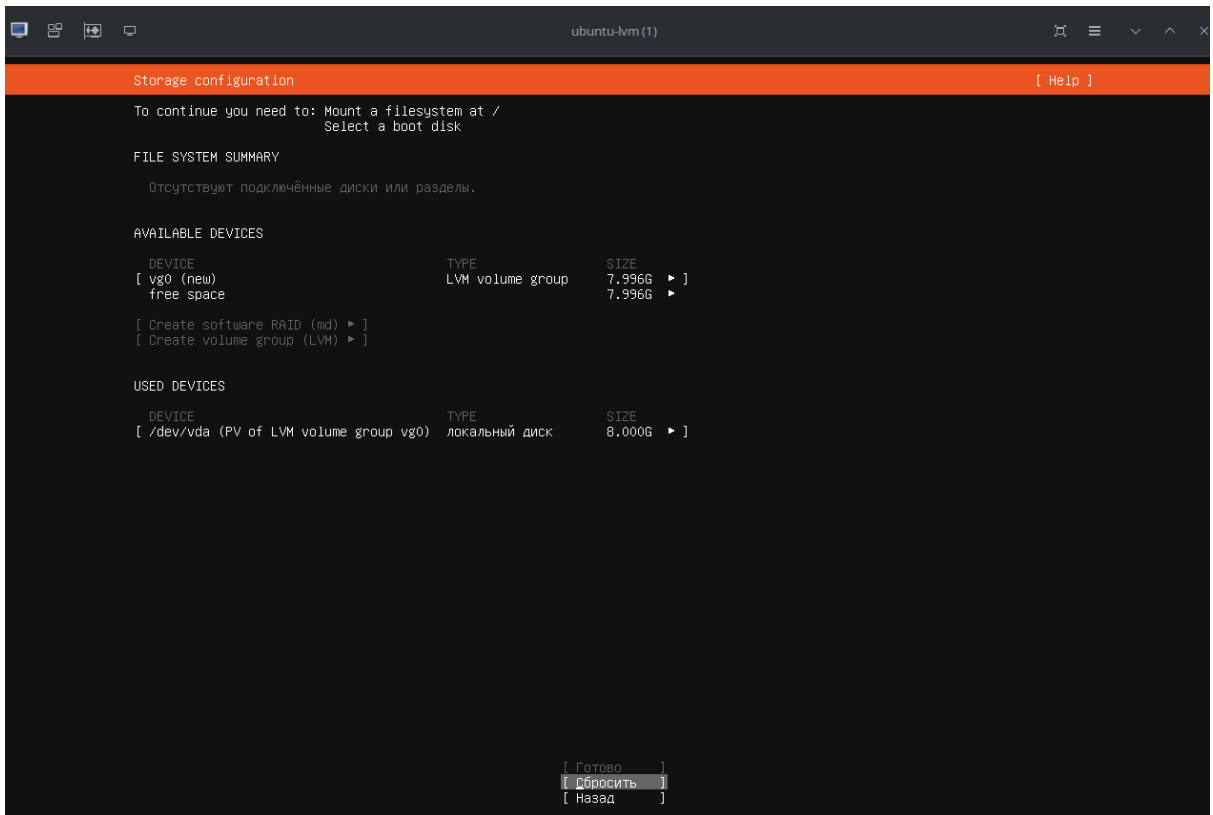 ubuntu-lvm (1)
Storage configuration [ Help ]
To continue you need to: Mount a filesystem at /
Select a boot disk
FILE SYSTEM SUMMARY
Отсутствуют подключённые диски или разделы.
AVAILABLE DEVICES
DEVICE TYPE SIZE
[ vg0 (new) LVM volume group 7.996G ▸ ]
free space 7.996G ▸
[ Create software RAID (md) ▸ ]
[ Create volume group (LVM) ▸ ]
USED DEVICES
DEVICE TYPE SIZE
[ /dev/vda (PV of LVM volume group vg0) локальный диск 8.000G ▸ ]
[ Готово ]
[ Сбросить ]
[ Назад ]